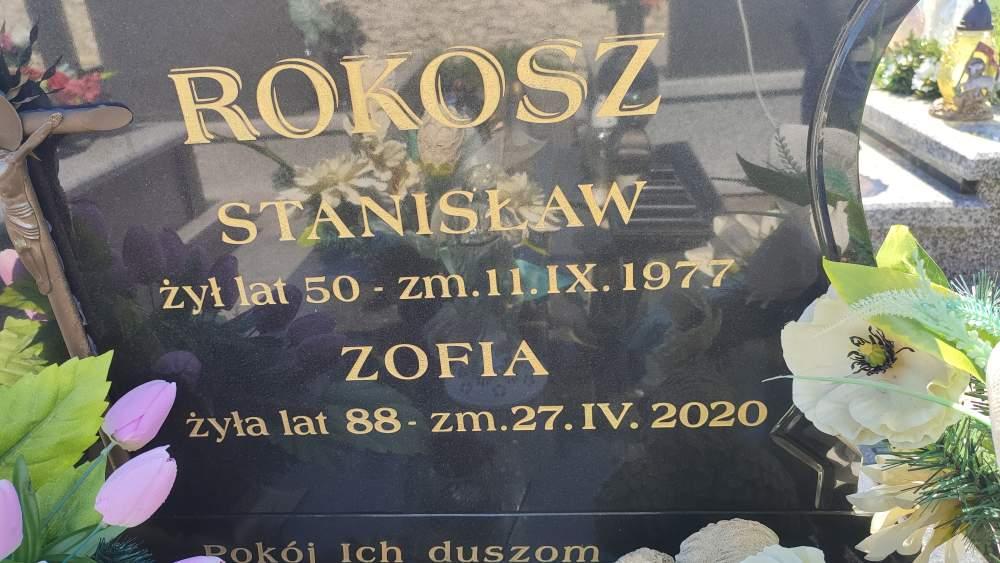 ROKOSZ
STANISŁAW
żył lat 50 - zm.11.IX.1977
ZOFIA
żyła lat 88 - zm.27.IV.2020
Pokój Ich duszom